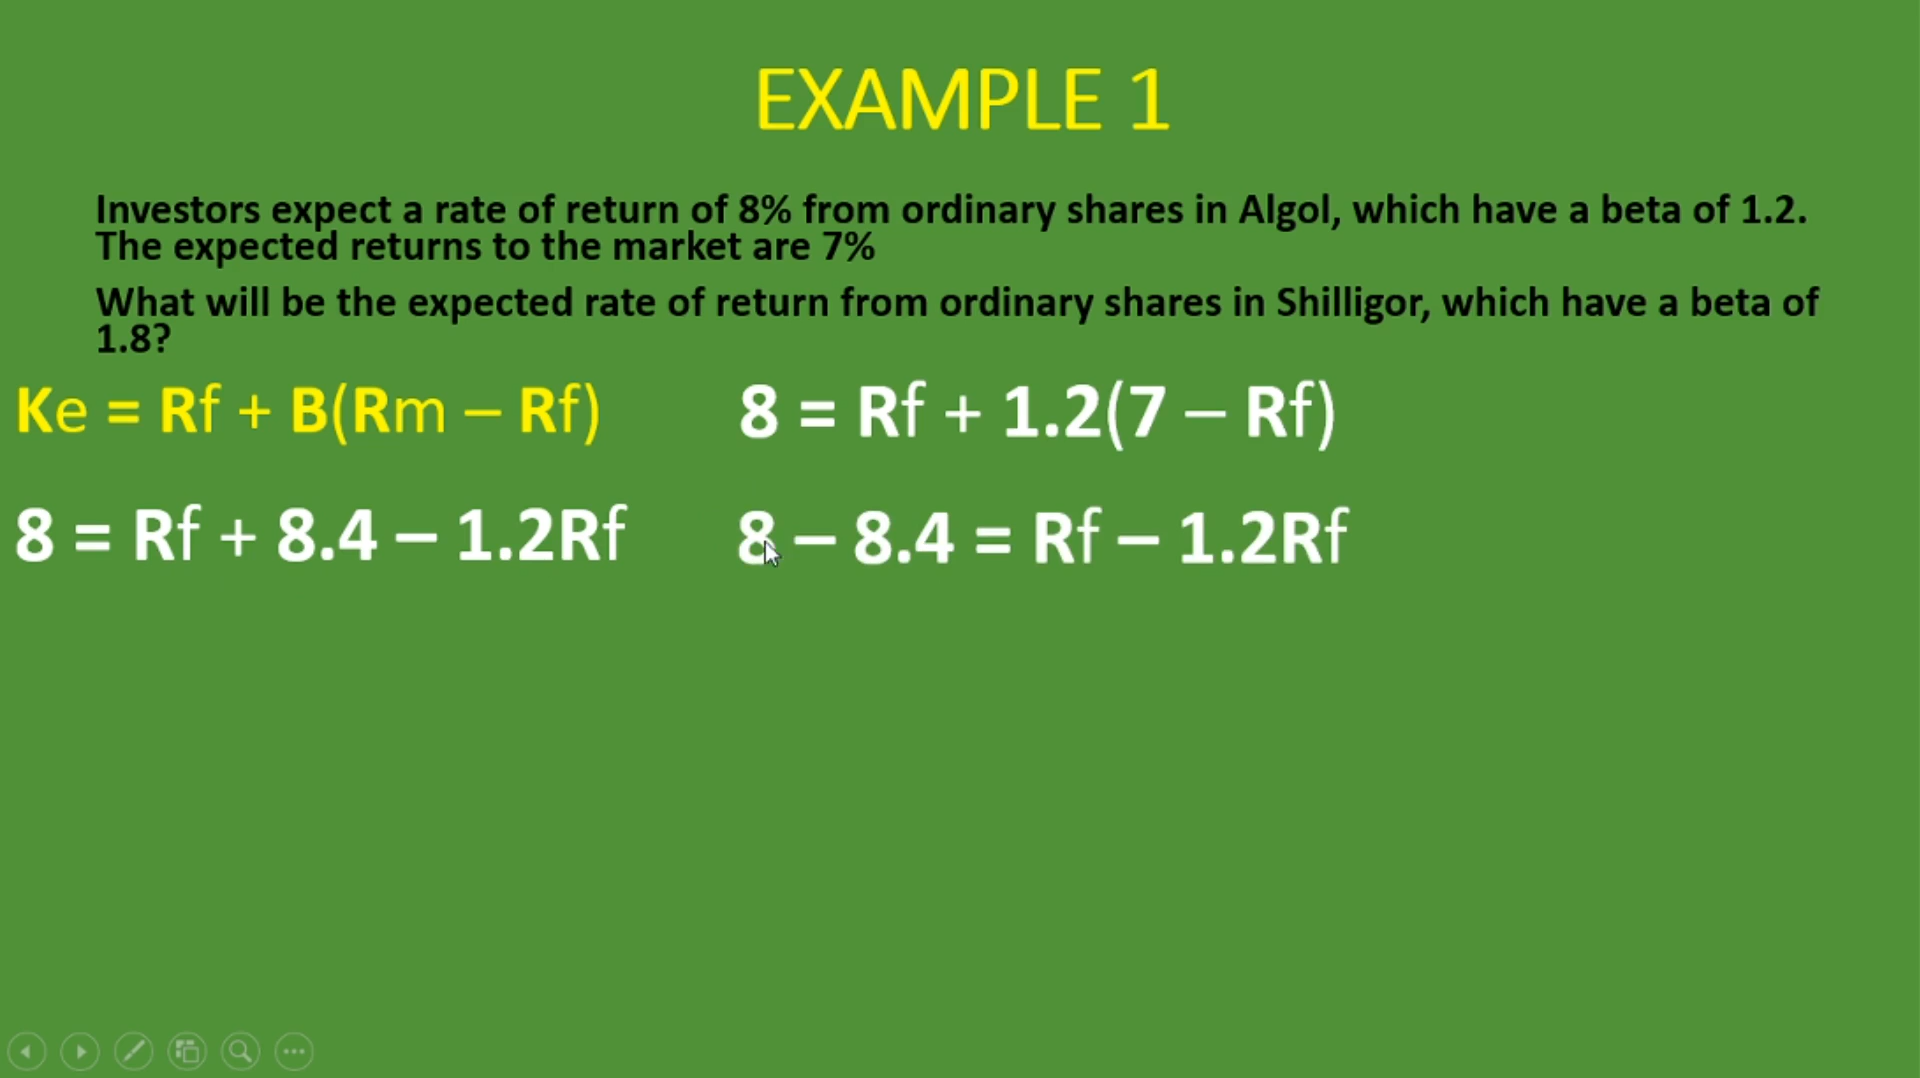 EXAMPLE 1
Investors expect a rate of return of 8% from ordinary shares in Algol, which have a beta of 1.2.
The expected returns to the market are 7%
What will be the expected rate of return from ordinary shares in Shilligor, which have a beta of
1.8?
Ke = Rf + B(Rm – Rf)
8 = Rf + 1.2(7 – Rf)
8 = Rf + 8.4 – 1.2Rf
8 – 8.4 = Rf – 1.2Rf